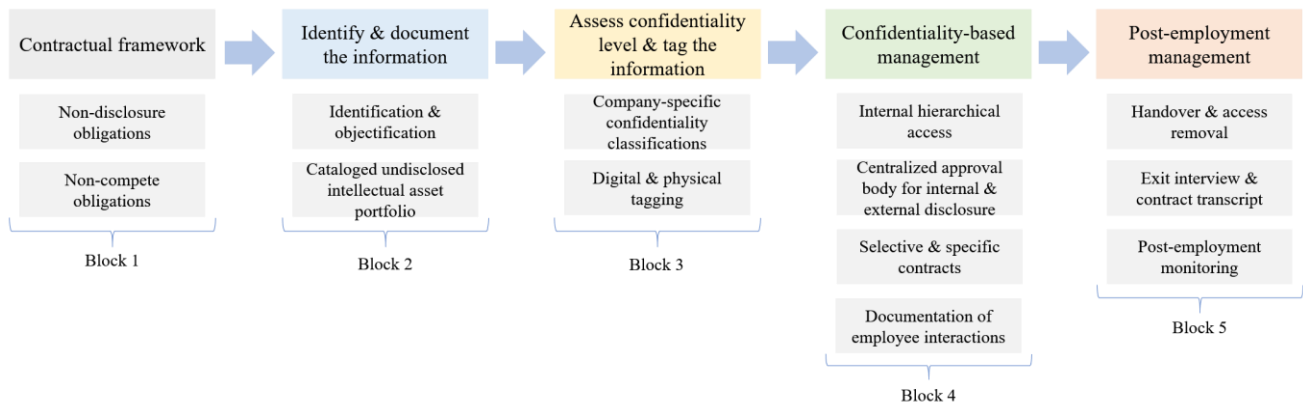 Contractual framework
Identify & document
the information
Assess confidentiality
level & tag the
information
Confidentiality-based
management
Post-employment
management
Non-disclosure
obligations
Non-compete
obligations
Block 1
Identification &
objectification
Cataloged undisclosed
intellectual asset
portfolio
Block 2
Company-specific
confidentiality
classifications
Digital & physical
tagging
Block 3
Internal hierarchical
access
Centralized approval
body for internal &
external disclosure
Selective & specific
contracts
Documentation of
employee interactions
Block 4
Handover & access
removal
Exit interview &
contract transcript
Post-employment
monitoring
Block 5